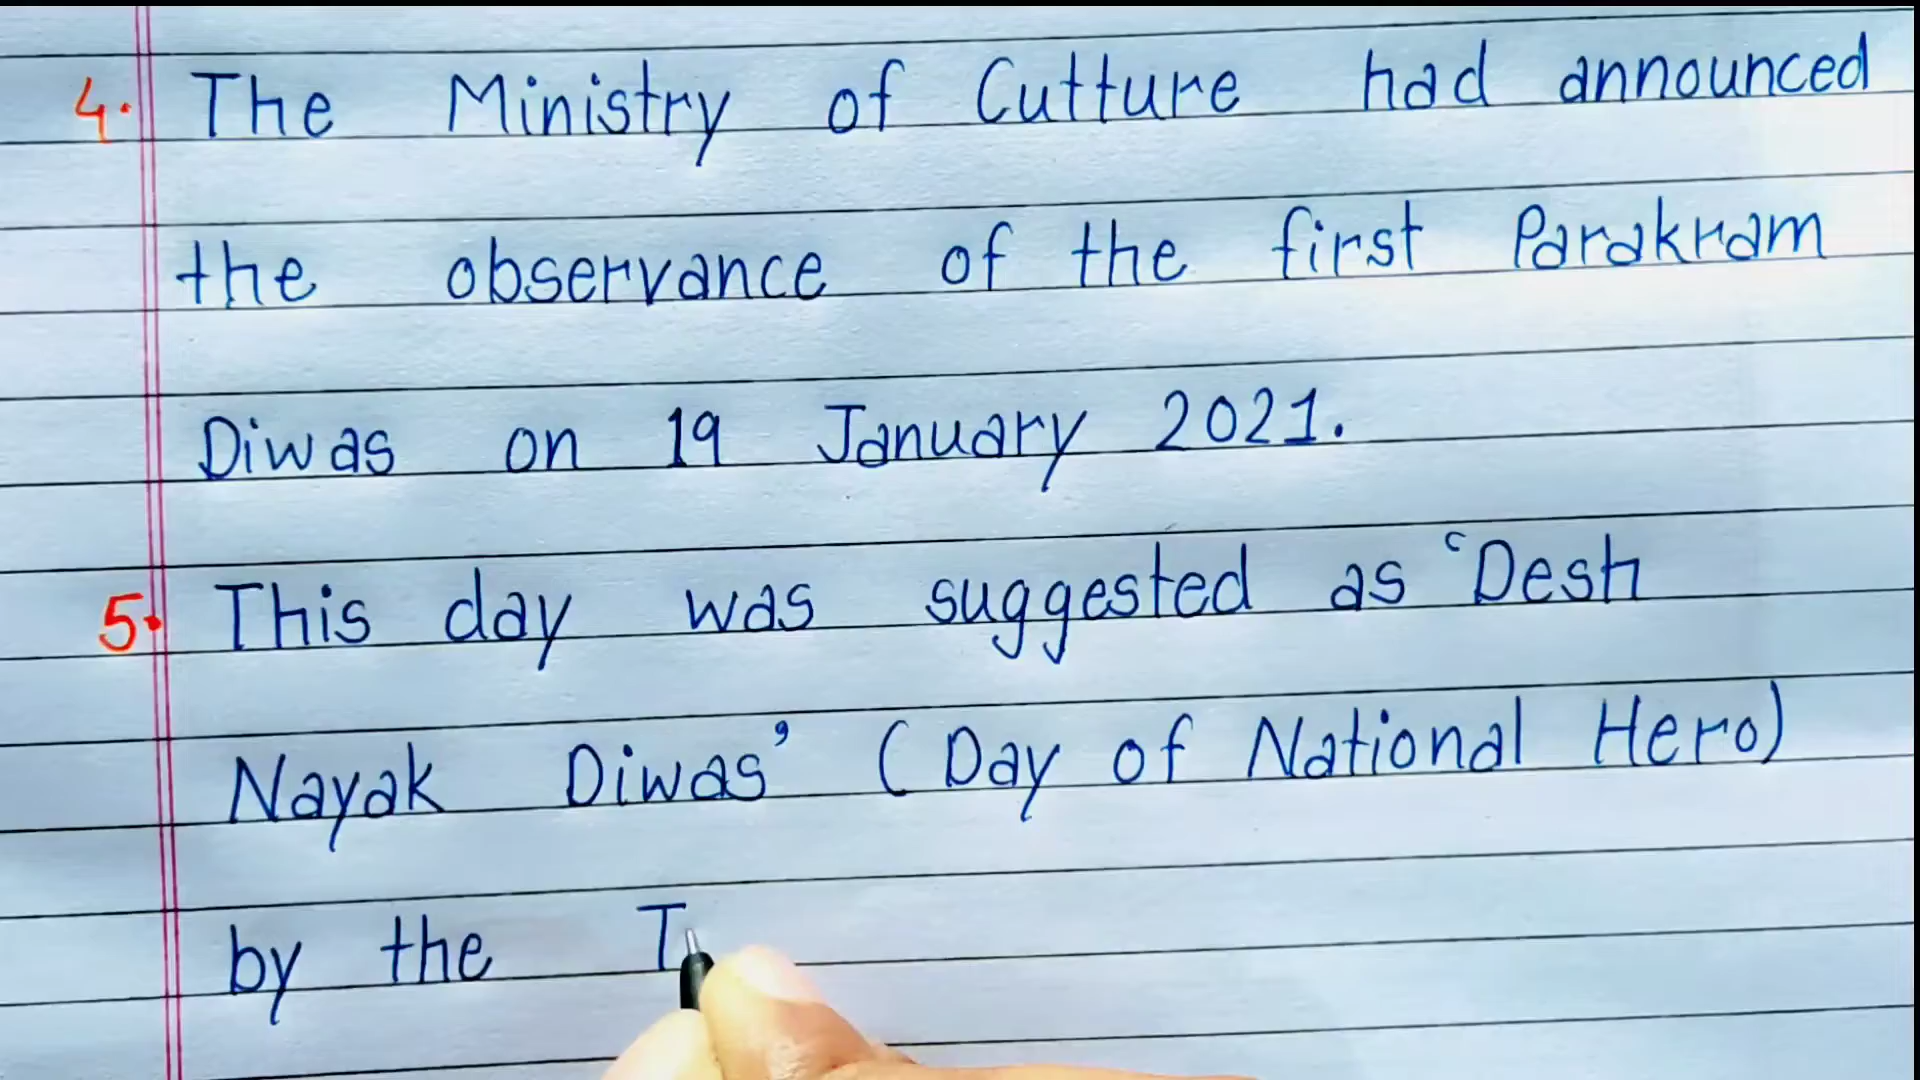 4. The Ministry of Cutture had announced
the observance of the first Parakram
Diwas on 19 January 2021.
5. This day was suggested as ‘Desh
Nayak Diwas’ (Day of National Hero)
by the T